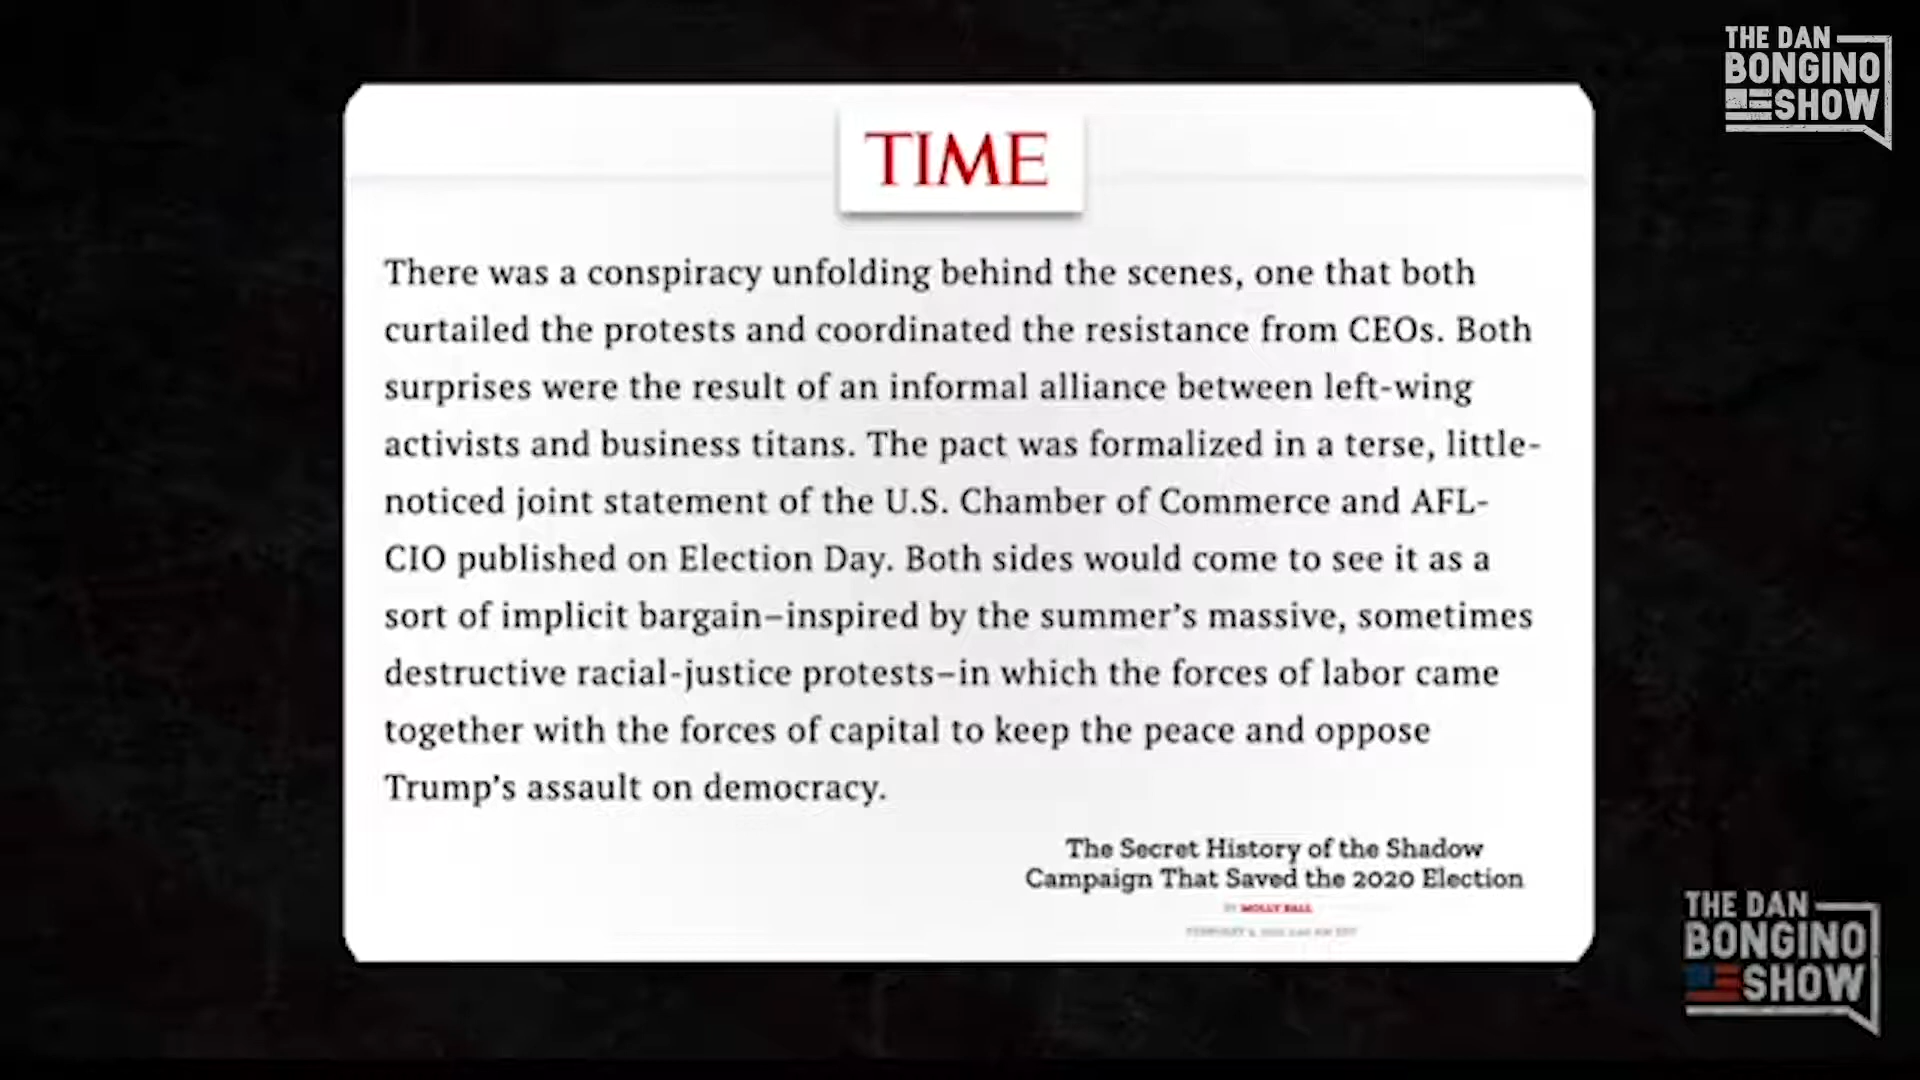 THE DAN
BONGINO
SHOW
TIME
There was a conspiracy unfolding behind the scenes, one that both
curtailed the protests and coordinated the resistance from CEOs. Both
surprises were the result of an informal alliance between left-wing
activists and business titans. The pact was formalized in a terse, little-
noticed joint statement of the U.S. Chamber of Commerce and AFL-
CIO published on Election Day. Both sides would come to see it as a
sort of implicit bargain–inspired by the summer’s massive, sometimes
destructive racial-justice protests–in which the forces of labor came
together with the forces of capital to keep the peace and oppose
Trump’s assault on democracy.
The Secret History of the Shadow
Campaign That Saved the 2020 Election
BY MOLLY BALL
THE DAN
BONGINO
SHOW